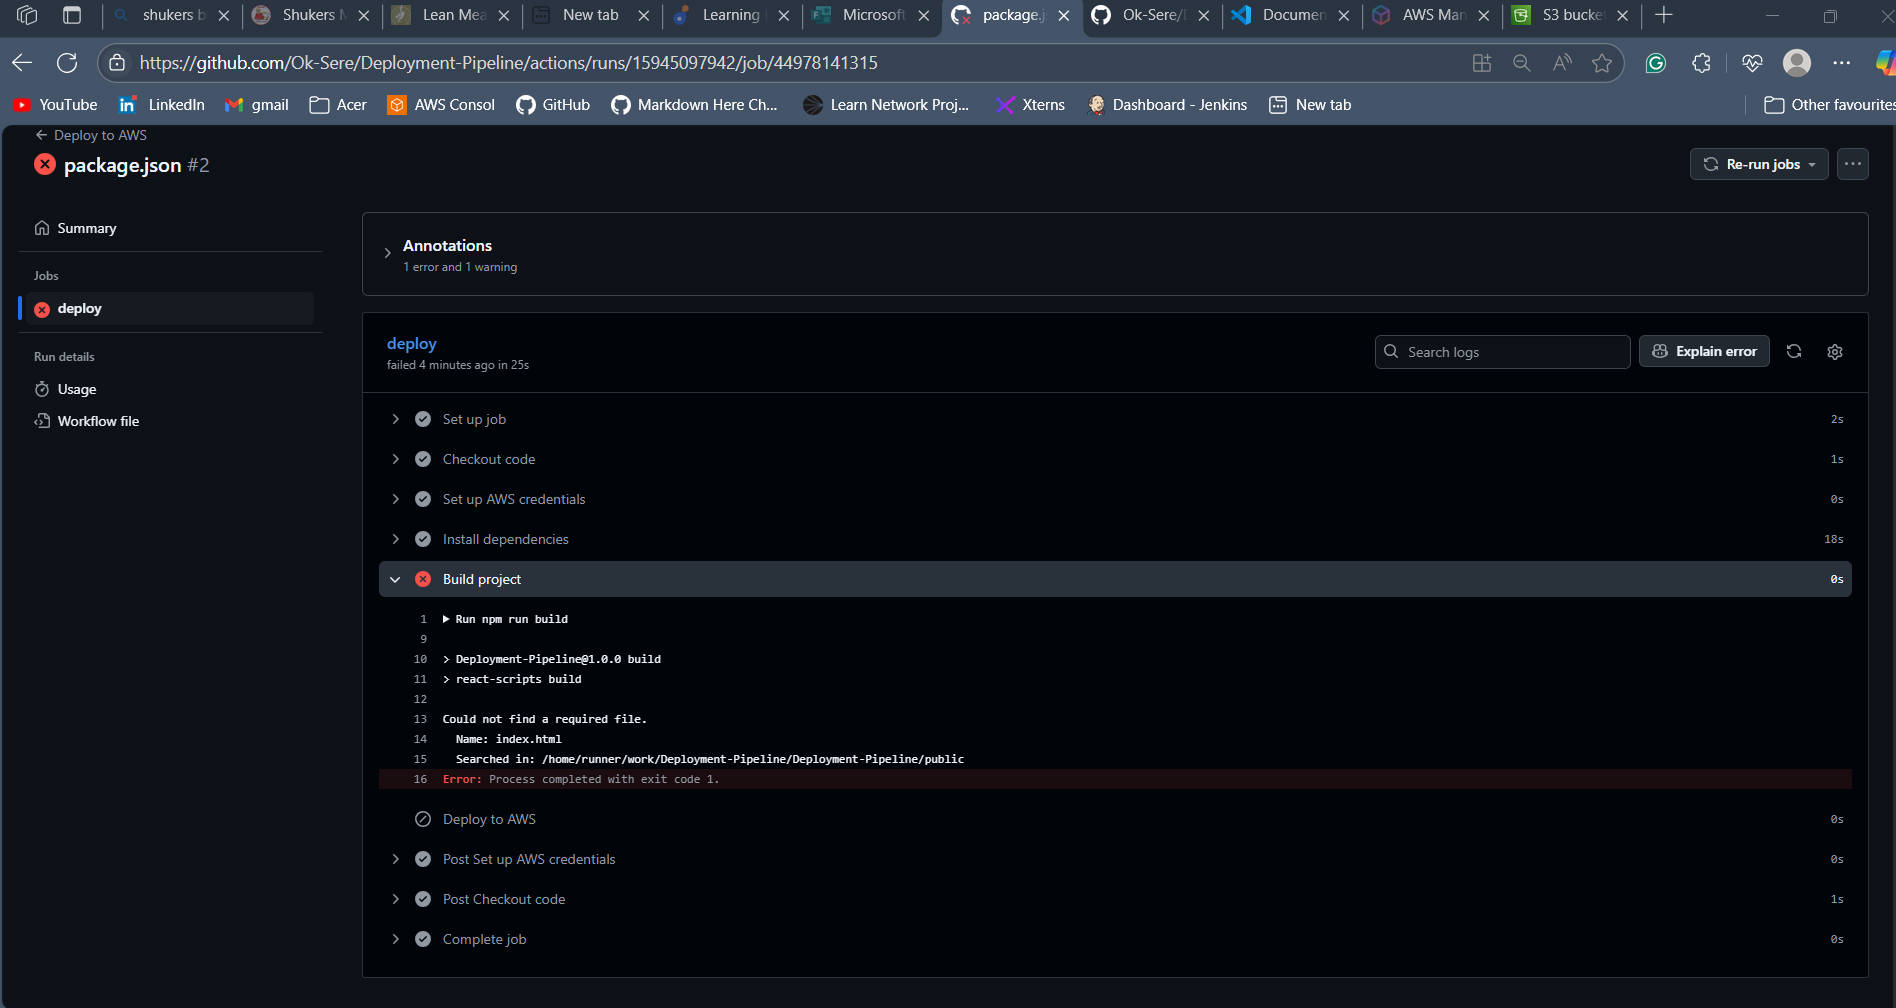 shukers b
Shukers M
Lean Mea
New tab
Learning
Microsoft
package.j
Ok-Sere/D
Documen
AWS Man
S3 bucke
https://github.com/Ok-Sere/Deployment-Pipeline/actions/runs/15945097942/job/44978141315
YouTube
LinkedIn
gmail
Acer
AWS Consol
GitHub
Markdown Here Ch...
Learn Network Proj...
Xterns
Dashboard - Jenkins
New tab
Other favourites
← Deploy to AWS
package.json #2
Re-run jobs
Summary
Jobs
deploy
Run details
Usage
Workflow file
Annotations
1 error and 1 warning
deploy
failed 4 minutes ago in 25s
Search logs
Explain error
Set up job 2s
Checkout code 1s
Set up AWS credentials 0s
Install dependencies 18s
Build project 0s
1 Run npm run build
9
10 > Deployment-Pipeline@1.0.0 build
11 > react-scripts build
12
13 Could not find a required file.
14 Name: index.html
15 Searched in: /home/runner/work/Deployment-Pipeline/Deployment-Pipeline/public
16 Error: Process completed with exit code 1.
Deploy to AWS 0s
Post Set up AWS credentials 0s
Post Checkout code 1s
Complete job 0s